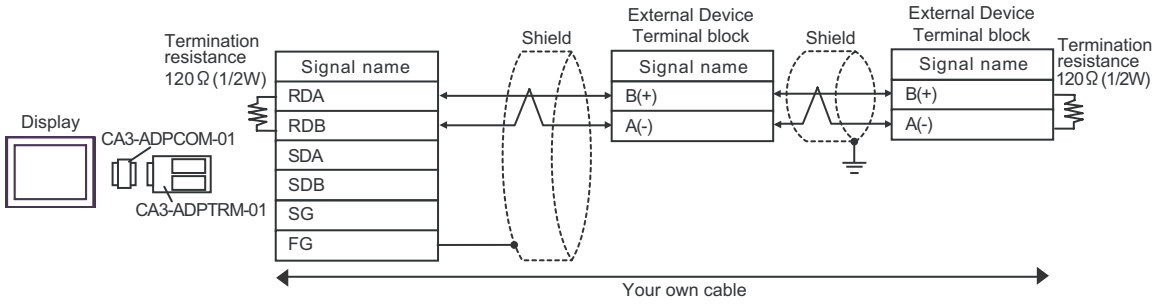 External Device
Terminal block
External Device
Terminal block
Termination
resistance
120Ω(1/2W)
Shield
Shield
Termination
resistance
120Ω(1/2W)
Signal name
RDA
RDB
SDA
SDB
SG
FG
Signal name
B(+)
A(-)
Signal name
B(+)
A(-)
Display
CA3-ADPCOM-01
CA3-ADPTRM-01
Your own cable